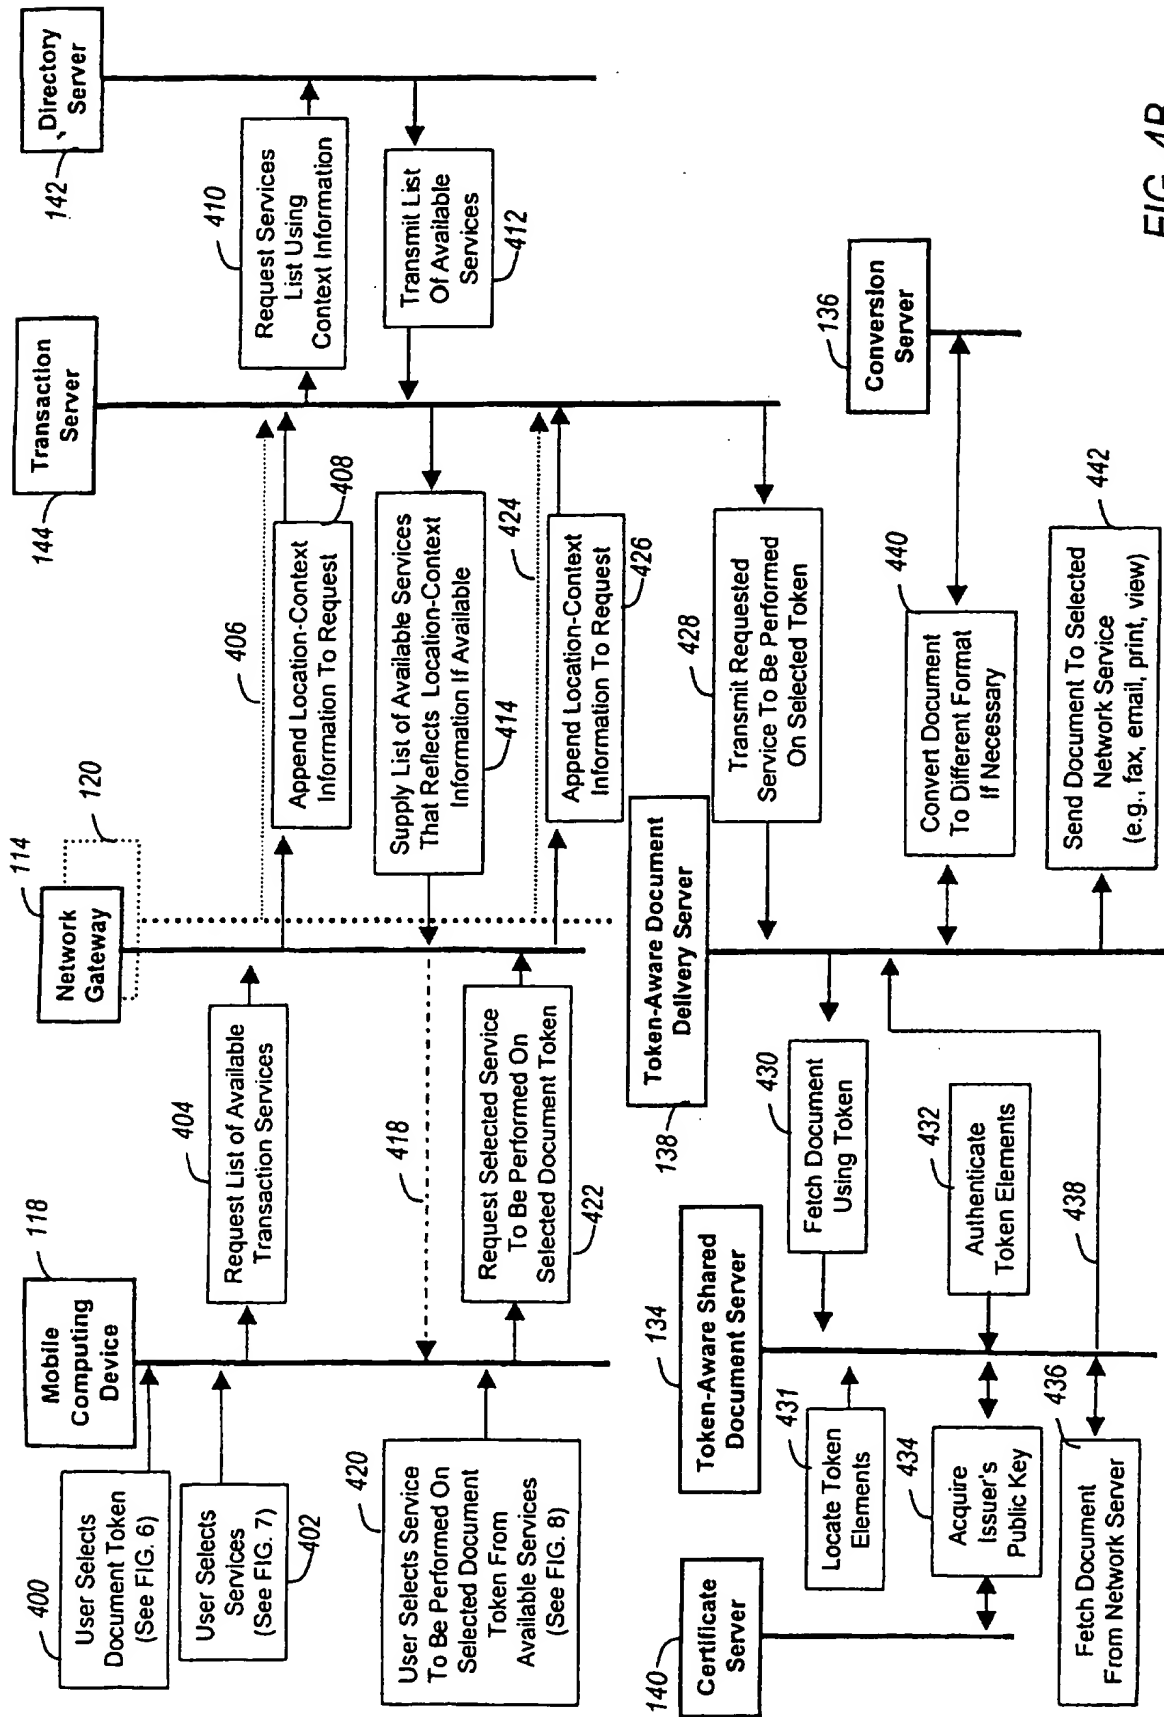 Mobile
Computing
Device
118
Network
Gateway
114
120
Transaction
Server
144
Directory
Server
142
400
User Selects
Document Token
(See FIG. 6)
User Selects
Services
(See FIG. 7)
402
404
Request List of Available
Transaction Services
406
Append Location-Context
Information To Request
408
410
Request Services
List Using
Context Information
Transmit List
Of Available
Services
412
Supply List of Available Services
That Reflects Location-Context
Information If Available
414
418
420
User Selects Service
To Be Performed On
Selected Document
Token From
Available Services
(See FIG. 8)
Request Selected Service
To Be Performed On
Selected Document Token
422
424
Append Location-Context
Information To Request
426
428
Transmit Requested
Service To Be Performed
On Selected Token
140
Certificate
Server
134
Token-Aware Shared
Document Server
138
Token-Aware Document
Delivery Server
136
Conversion
Server
430
Fetch Document
Using Token
431
Locate Token
Elements
432
Authenticate
Token Elements
434
Acquire
Issuer's
Public Key
436
Fetch Document
From Network Server
438
440
Convert Document
To Different Format
If Necessary
442
Send Document To Selected
Network Service
(e.g., fax, email, print, view)
FIG. 4B